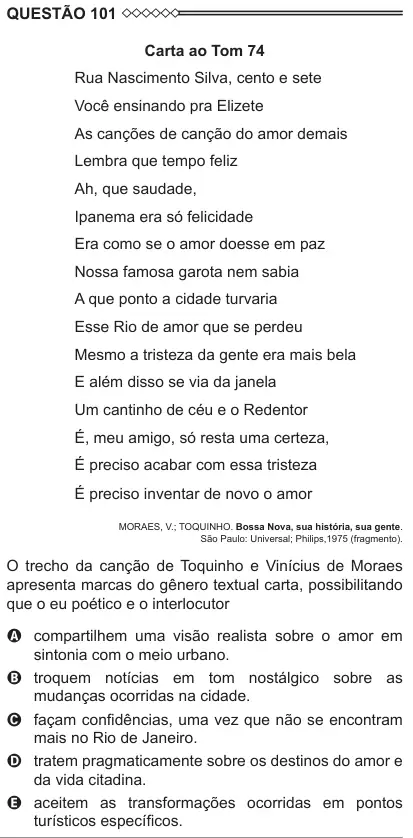 QUESTÃO 101
Carta ao Tom 74
Rua Nascimento Silva, cento e sete
Você ensinando pra Elizete
As canções de canção do amor demais
Lembra que tempo feliz
Ah, que saudade,
Ipanema era só felicidade
Era como se o amor doesse em paz
Nossa famosa garota nem sabia
A que ponto a cidade turvaria
Esse Rio de amor que se perdeu
Mesmo a tristeza da gente era mais bela
E além disso se via da janela
Um cantinho de céu e o Redentor
É, meu amigo, só resta uma certeza,
É preciso acabar com essa tristeza
É preciso inventar de novo o amor
MORAES, V.; TOQUINHO. Bossa Nova, sua história, sua gente.
São Paulo: Universal; Philips,1975 (fragmento).
O trecho da canção de Toquinho e Vinícius de Moraes
apresenta marcas do gênero textual carta, possibilitando
que o eu poético e o interlocutor
A compartilhem uma visão realista sobre o amor em
sintonia com o meio urbano.
B troquem notícias em tom nostálgico sobre as
mudanças ocorridas na cidade.
C façam confidências, uma vez que não se encontram
mais no Rio de Janeiro.
D tratem pragmaticamente sobre os destinos do amor e
da vida citadina.
E aceitem as transformações ocorridas em pontos
turísticos específicos.